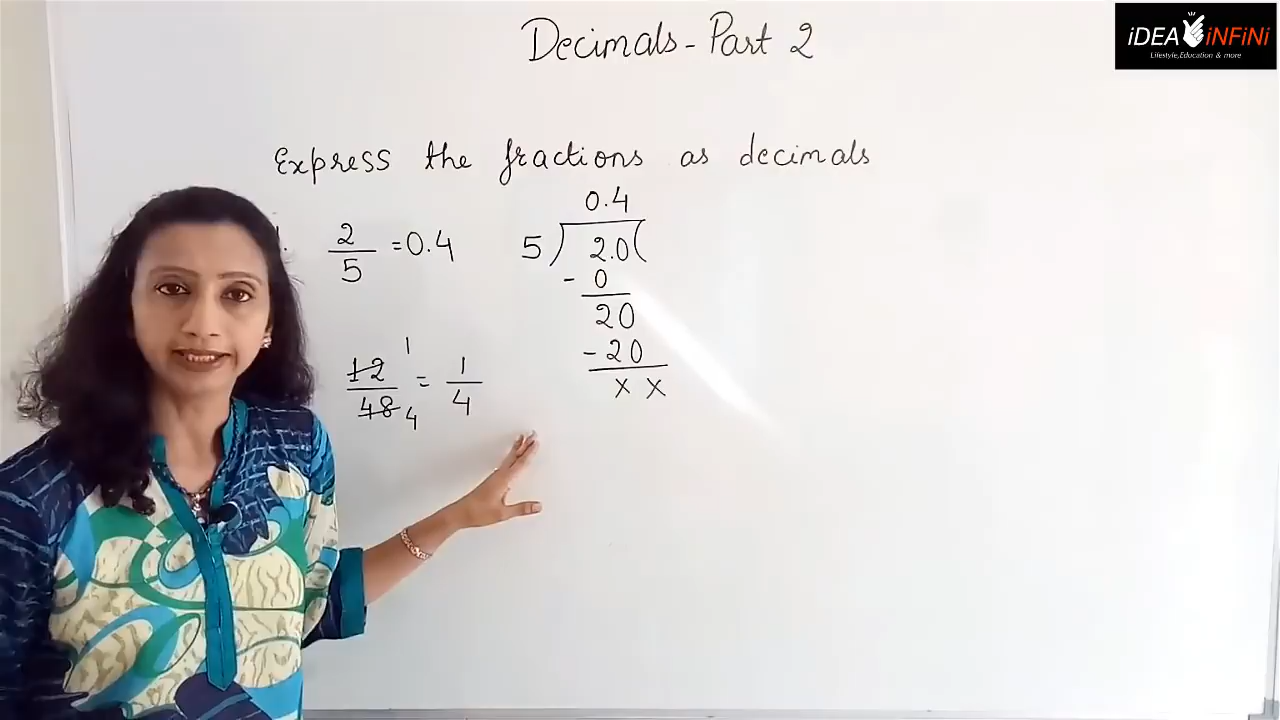 iDEA iNFiNi
Lifestyle,Education & more
Decimals - Part 2
Express the fractions as decimals
2/5 = 0.4
0.4
5 ) 2.0 (
- 0
20
- 20
x x
12/48 = 1/4
1
4